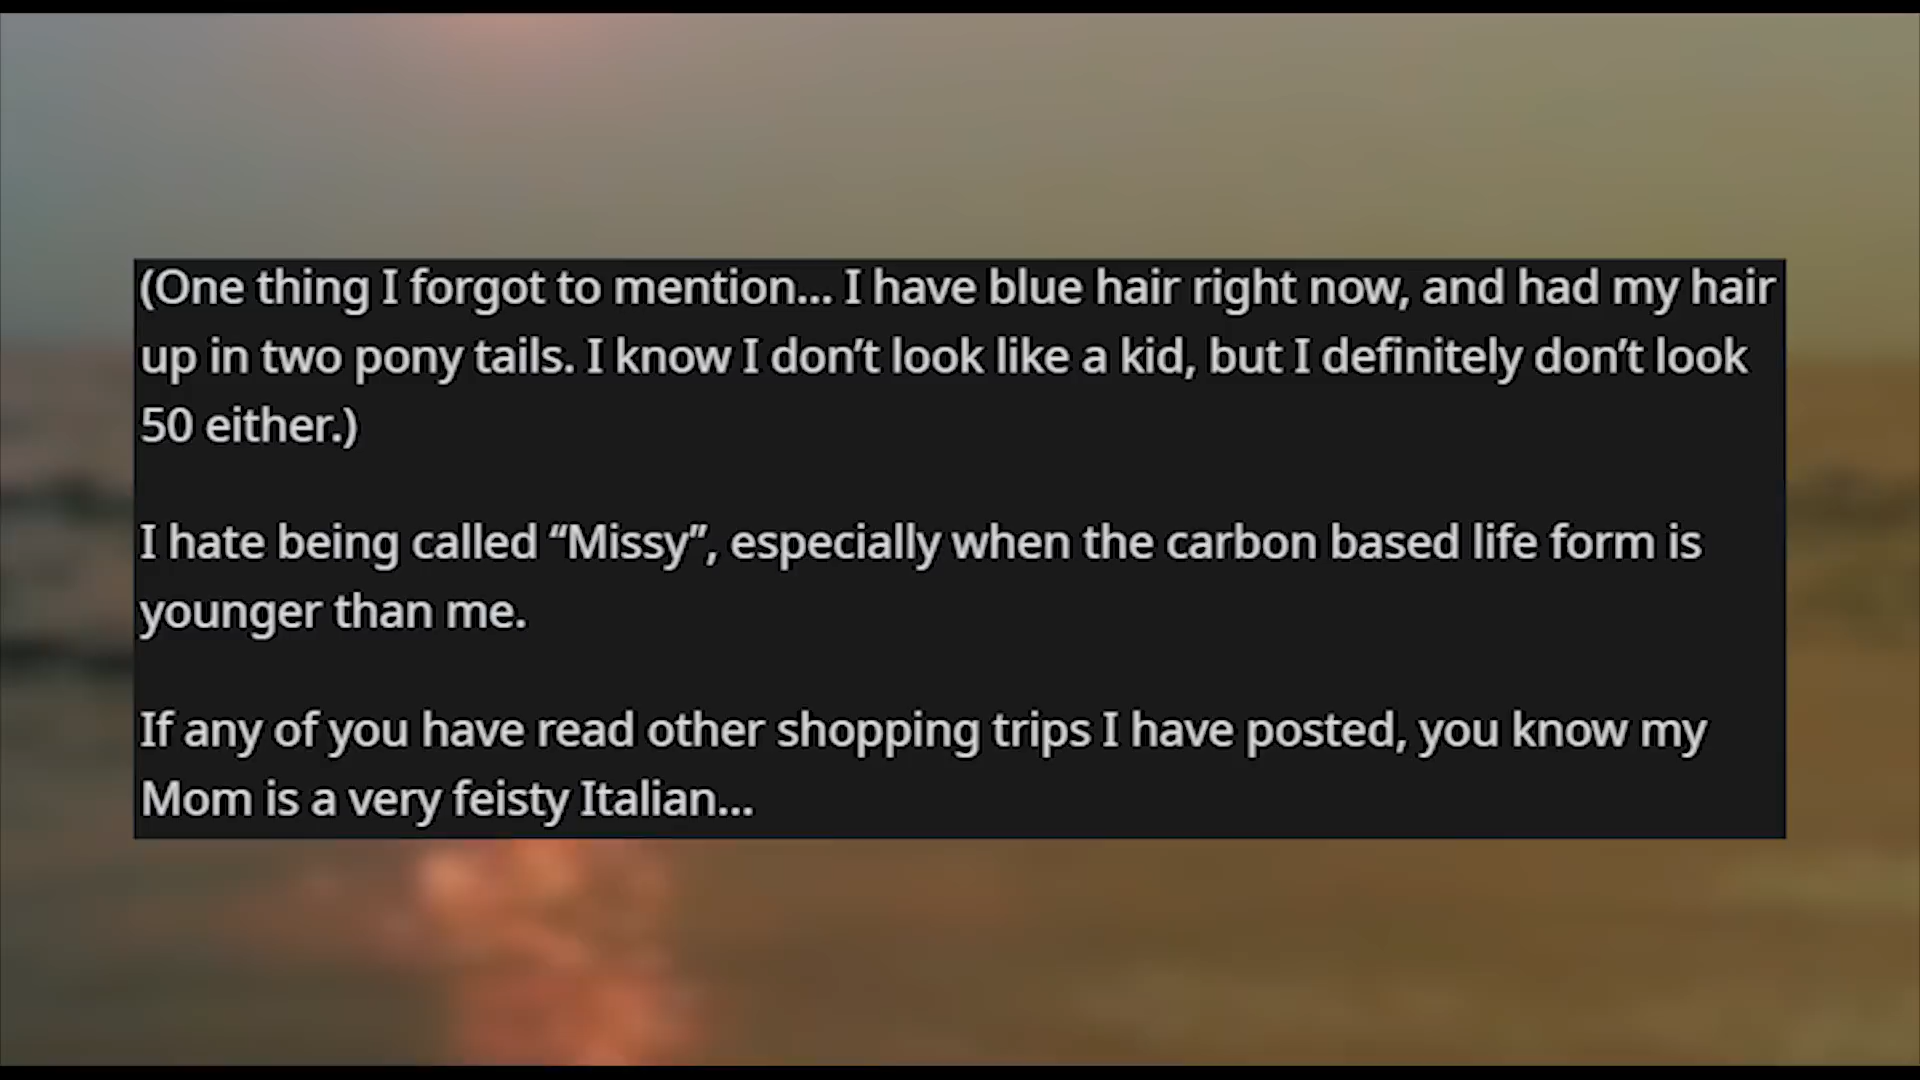 (One thing I forgot to mention... I have blue hair right now, and had my hair
up in two pony tails. I know I don’t look like a kid, but I definitely don’t look
50 either.)
I hate being called “Missy”, especially when the carbon based life form is
younger than me.
If any of you have read other shopping trips I have posted, you know my
Mom is a very feisty Italian...